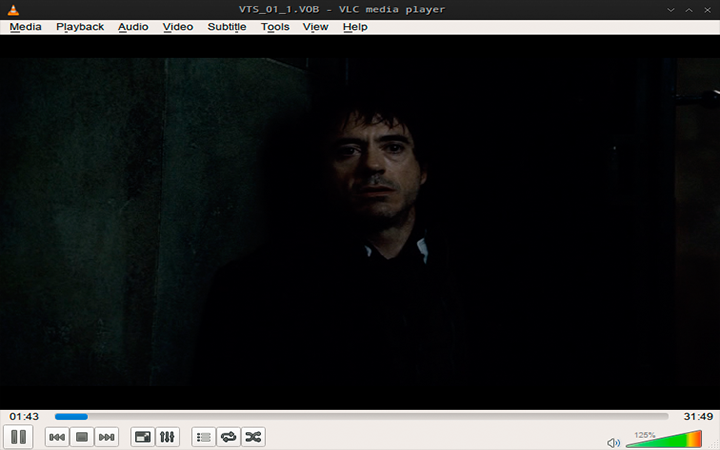 VTS_01_1.VOB - VLC media player
Media Playback Audio Video Subtitle Tools View Help
01:43 31:49
125%